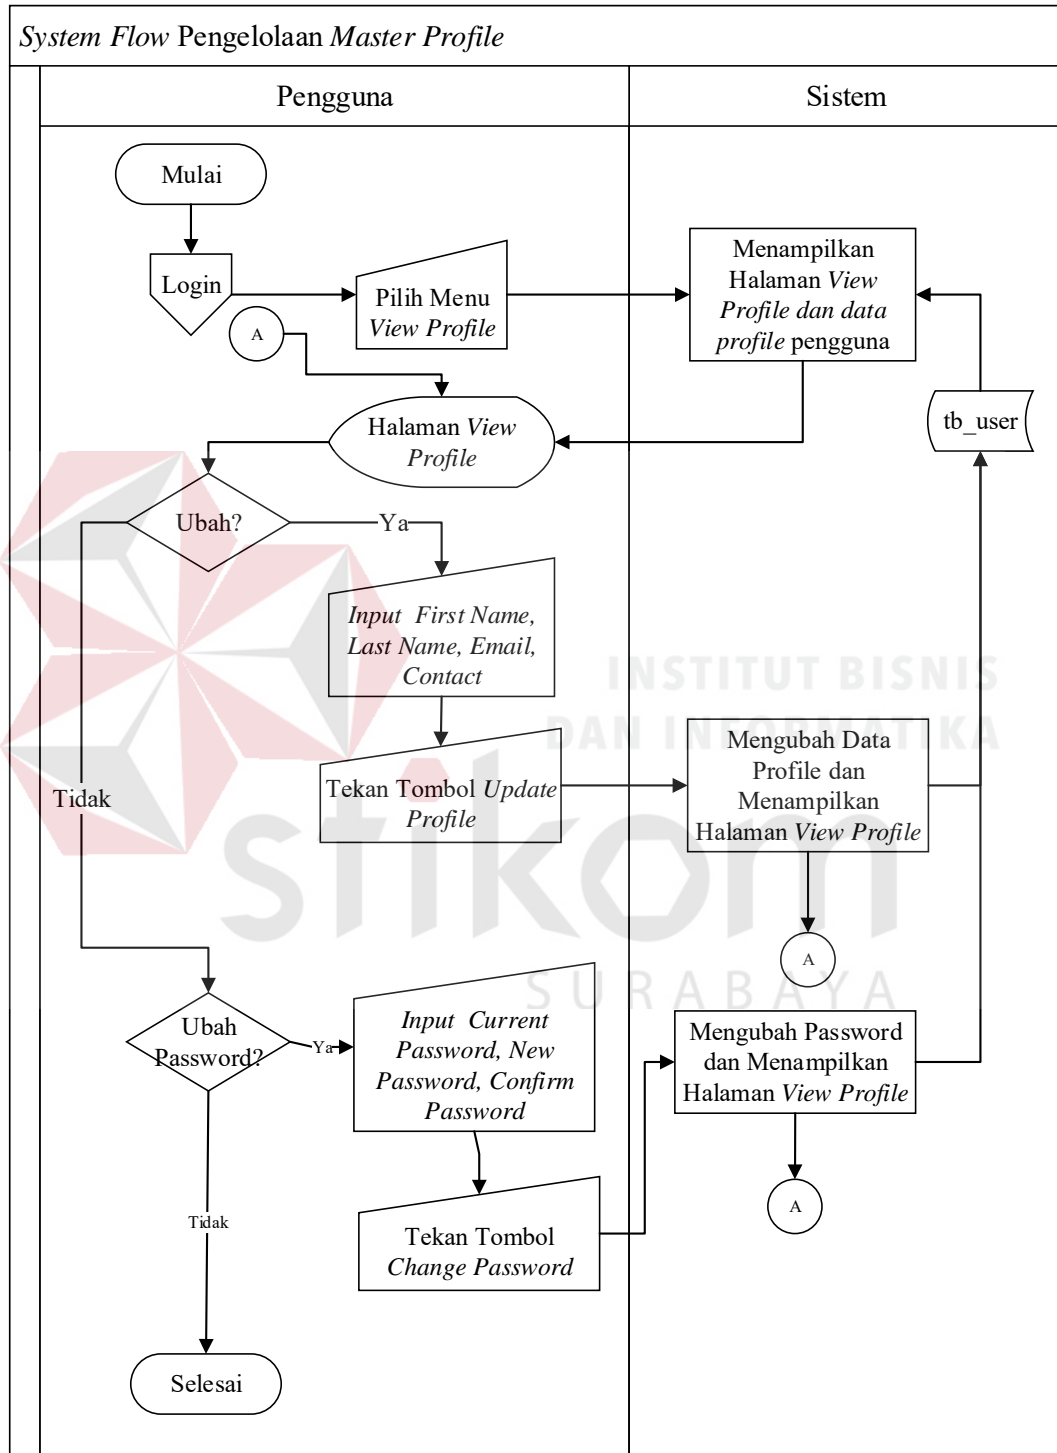 System Flow Pengelolaan Master Profile
Pengguna
Sistem
Mulai
Login
Pilih Menu
View Profile
Menampilkan
Halaman View
Profile dan data
profile pengguna
A
Halaman View
Profile
tb_user
Ubah?
Ya
Input First Name,
Last Name, Email,
Contact
INSTITUT BISNIS
DAN INFORMATIKA
Tekan Tombol Update
Profile
Mengubah Data
Profile dan
Menampilkan
Halaman View Profile
Tidak
stikom
A
SURABAYA
Ubah
Password?
Ya
Input Current
Password, New
Password, Confirm
Password
Mengubah Password
dan Menampilkan
Halaman View Profile
A
Tidak
Tekan Tombol
Change Password
Selesai